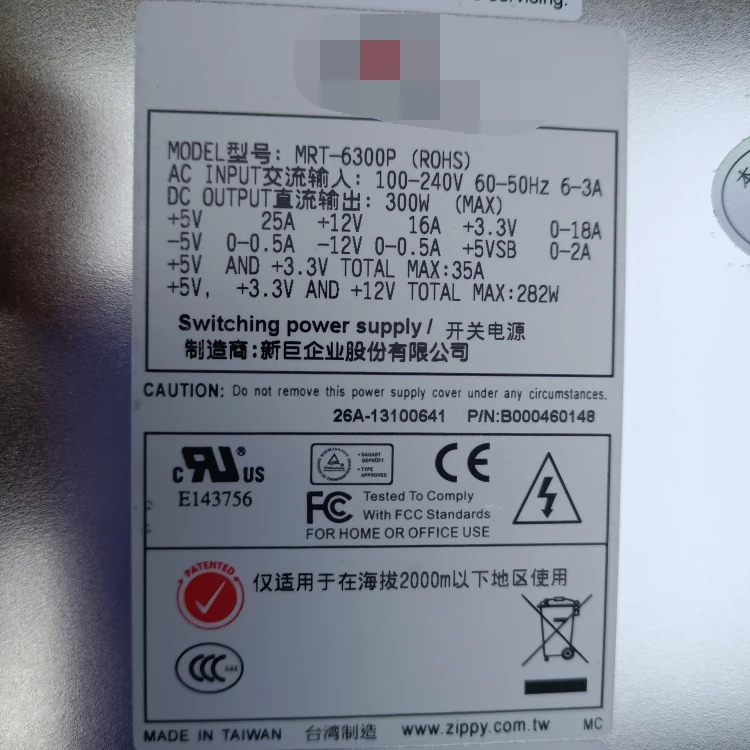 servicing.
MODEL型号: MRT-6300P (ROHS)
AC INPUT交流输入: 100-240V 60-50Hz 6-3A
DC OUTPUT直流输出: 300W (MAX)
+5V 25A +12V 16A +3.3V 0-18A
-5V 0-0.5A -12V 0-0.5A +5VSB 0-2A
+5V AND +3.3V TOTAL MAX:35A
+5V, +3.3V AND +12V TOTAL MAX:282W
Switching power supply / 开关电源
制造商:新巨企业股份有限公司
CAUTION: Do not remove this power supply cover under any circumstances.
26A-13100641 P/N:B000460148
c RU ® US
E143756
• BAUART GEPRÜFT
• TYPE APPROVED
CE
FC Tested To Comply
With FCC Standards
FOR HOME OR OFFICE USE
PATENTED
仅适用于在海拔2000m以下地区使用
CCC S&E
MADE IN TAIWAN 台湾制造 www.zippy.com.tw MC